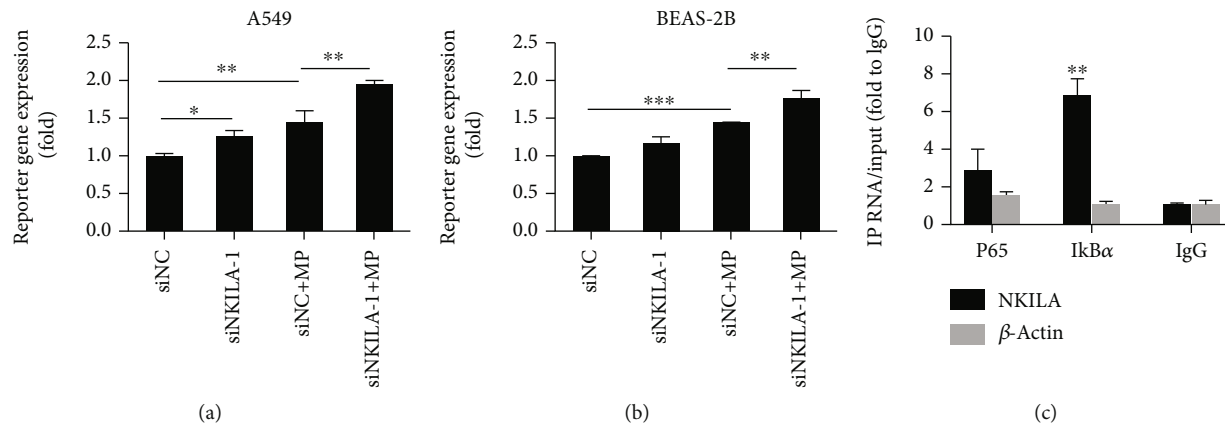 A549
Reporter gene expression
(fold)
2.5
2.0
1.5
1.0
0.5
0.0
**
**
*
siNC
siNKILA-1
siNC+MP
siNKILA-1+MP
(a)
BEAS-2B
Reporter gene expression
(fold)
2.5
2.0
1.5
1.0
0.5
0.0
**
***
siNC
siNKILA-1
siNC+MP
siNKILA-1+MP
(b)
IP RNA/input (fold to IgG)
10
8
6
4
2
0
**
P65
IkBα
IgG
NKILA
β-Actin
(c)